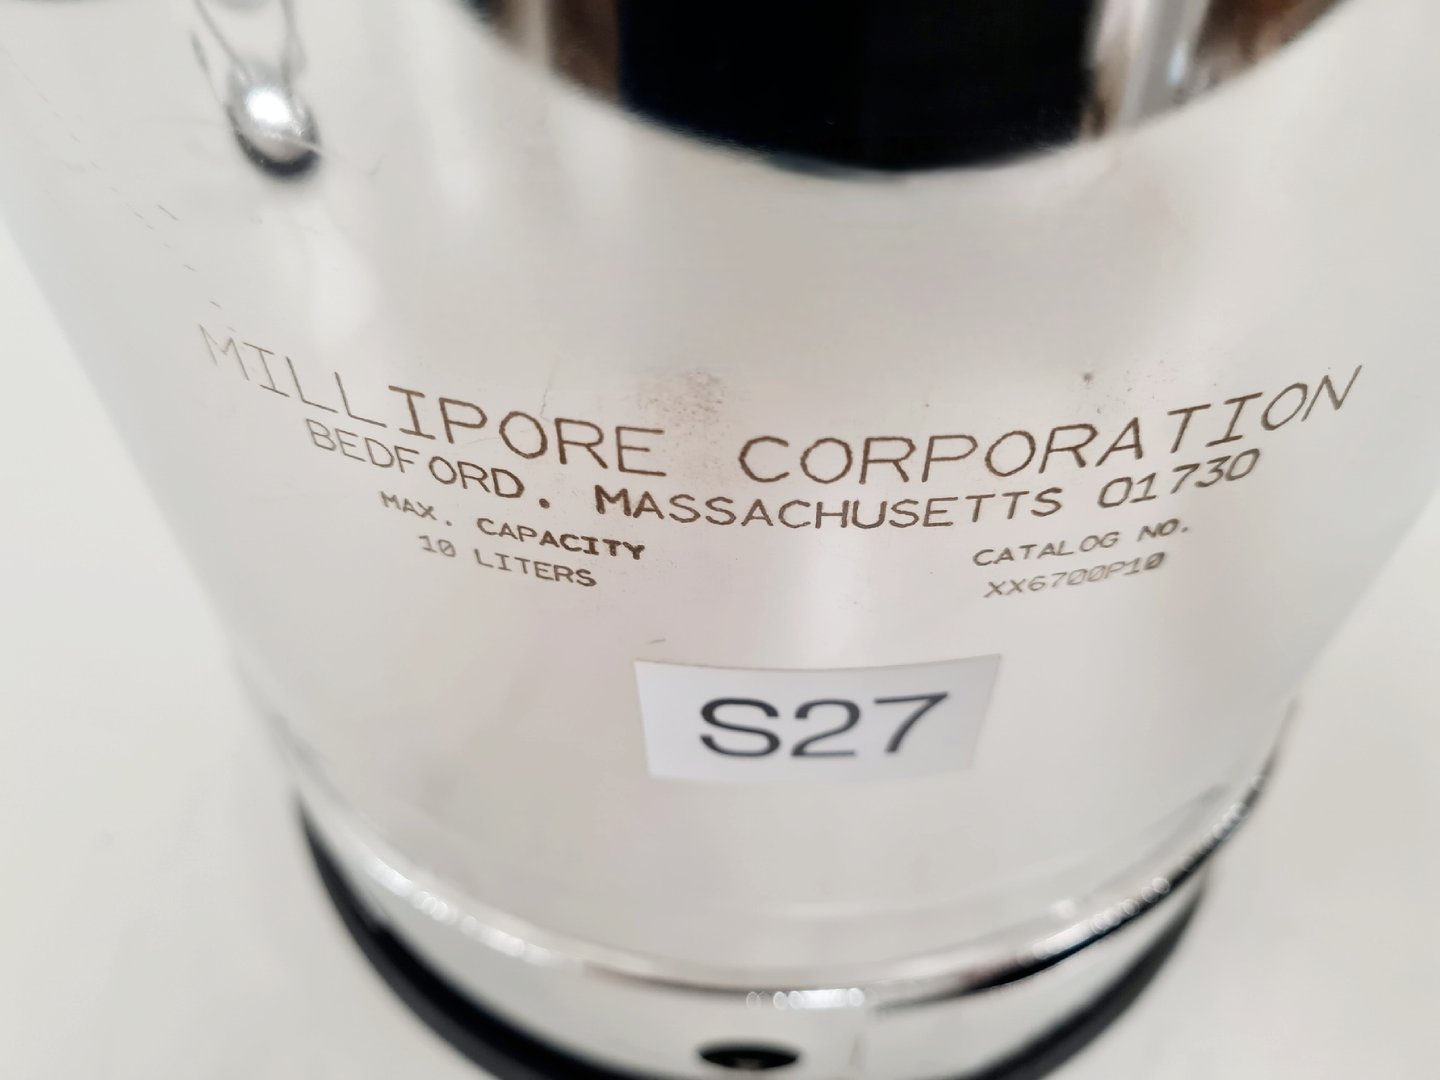 MILLIPORE CORPORATION
BEDFORD. MASSACHUSETTS 01730
MAX. CAPACITY
10 LITERS
CATALOG NO.
XX6700P10
S27